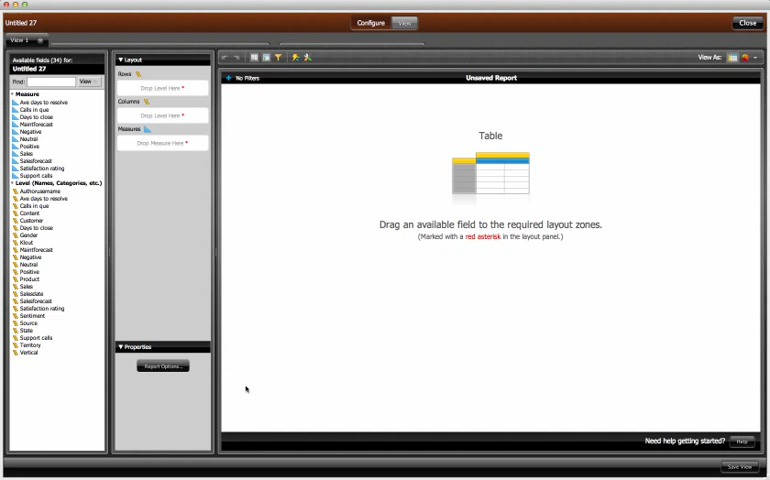 Untitled 27
Configure
View
Close
View 1
Available fields (34) for:
Untitled 27
Find:
View
Measure
Ave days to resolve
Calls in que
Days to close
Maintforecast
Negative
Neutral
Positive
Sales
Salesforecast
Satisfaction rating
Support calls
Level (Names, Categories, etc.)
Authorusername
Ave days to resolve
Calls in que
Content
Customer
Days to close
Gender
Klout
Maintforecast
Negative
Neutral
Positive
Product
Sales
Salesdate
Salesforecast
Satisfaction rating
Sentiment
Source
State
Support calls
Territory
Vertical
Layout
Rows
Drop Level Here *
Columns
Drop Level Here *
Measures
Drop Measure Here *
Properties
Report Options...
View As:
No Filters
Unsaved Report
Table
Drag an available field to the required layout zones.
(Marked with a red asterisk in the layout panel.)
Need help getting started?
Help
Save View